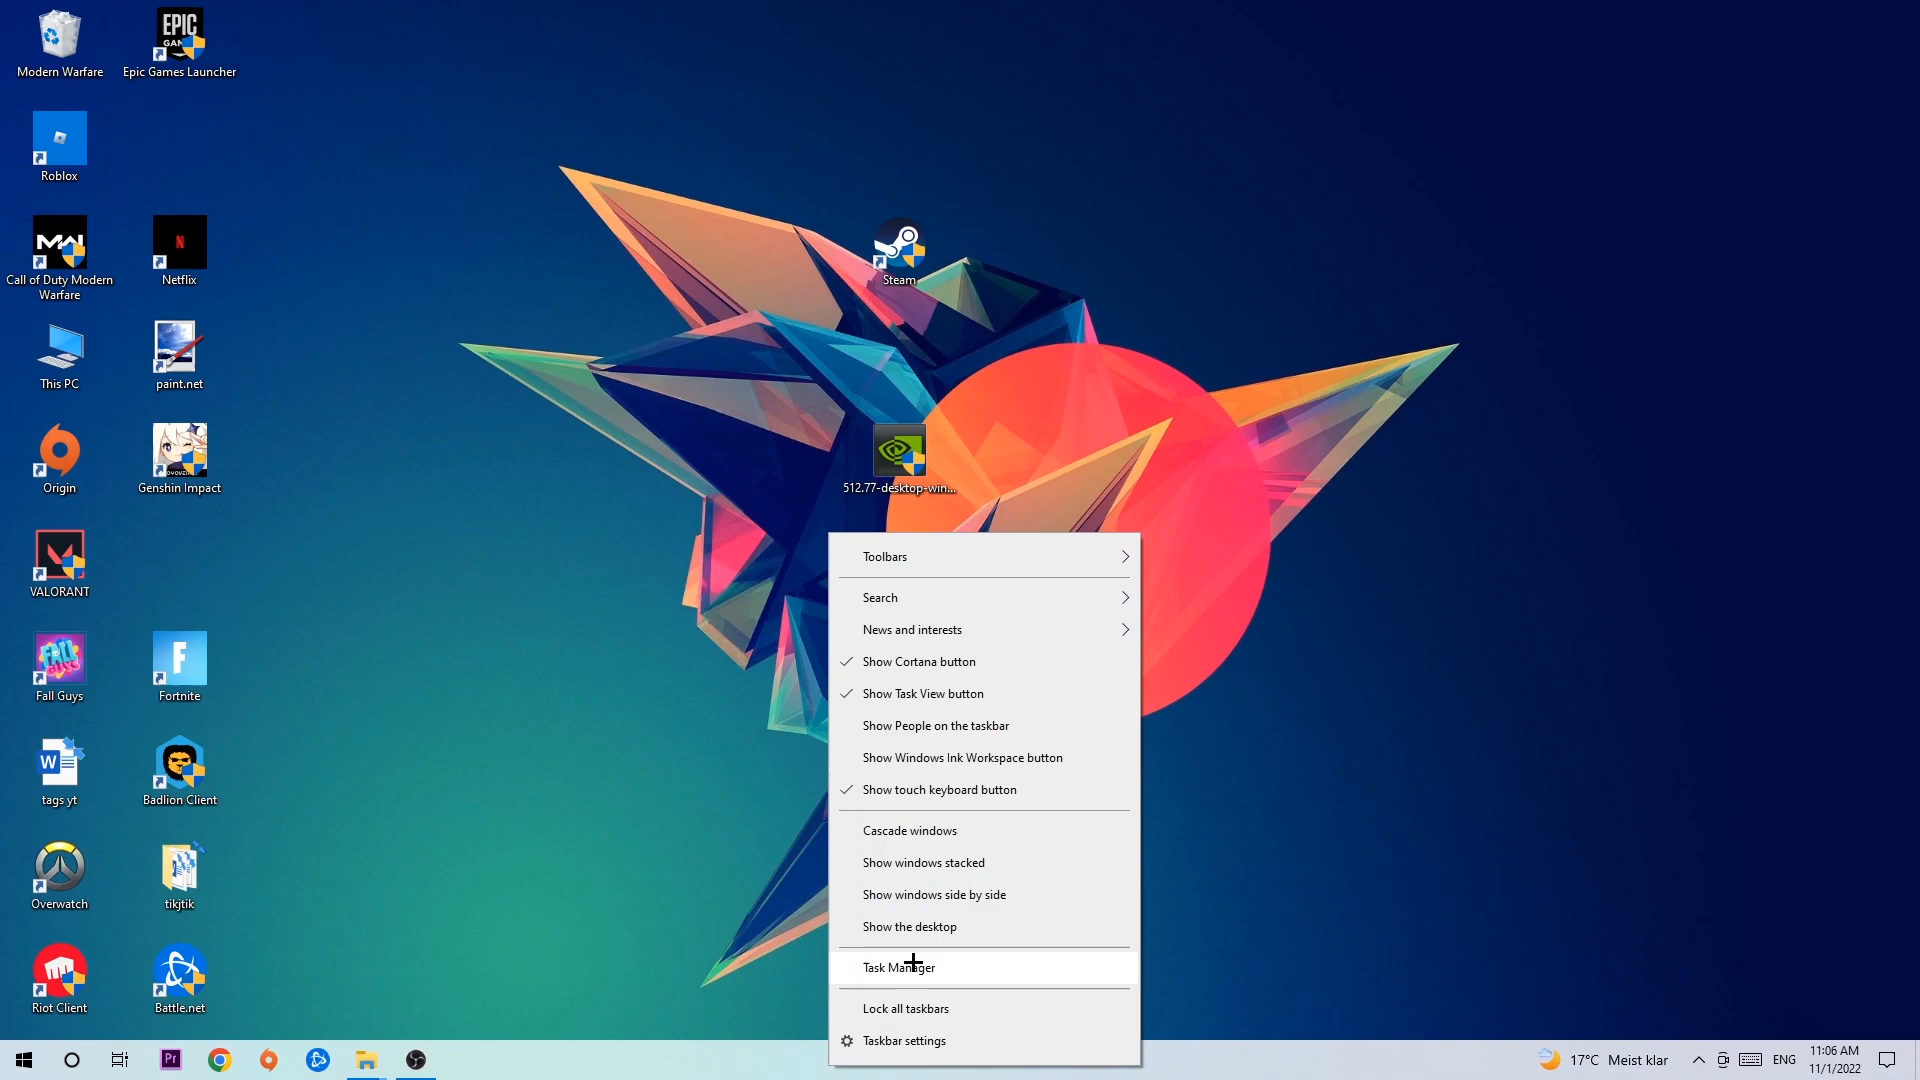 Modern Warfare
Epic Games Launcher
Roblox
Call of Duty Modern
Warfare
Netflix
Steam
This PC
paint.net
Origin
Genshin Impact
512.77-desktop-win...
VALORANT
Fall Guys
Fortnite
tags yt
Badlion Client
Overwatch
tikjtik
Riot Client
Battle.net
EPIC
MW
N
F
W
Toolbars
Search
News and interests
Show Cortana button
Show Task View button
Show People on the taskbar
Show Windows Ink Workspace button
Show touch keyboard button
Cascade windows
Show windows stacked
Show windows side by side
Show the desktop
Task Manager
Lock all taskbars
Taskbar settings
Pr
17°C Meist klar
ENG
11:06 AM
11/1/2022